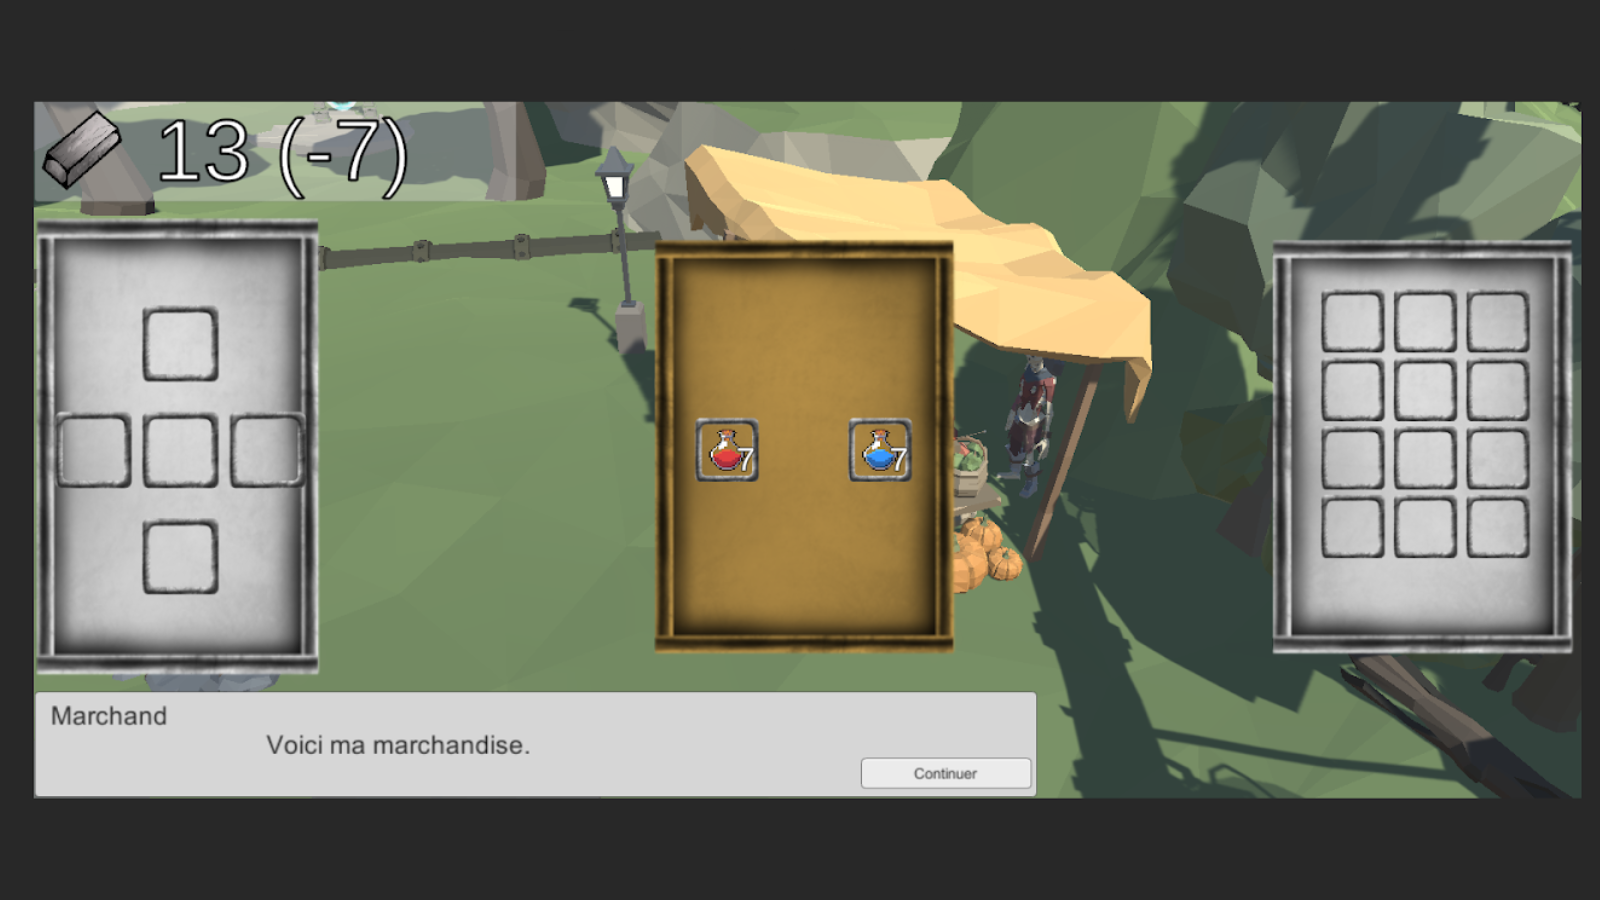 13 (-7)
7 7
Marchand
Voici ma marchandise.
Continuer